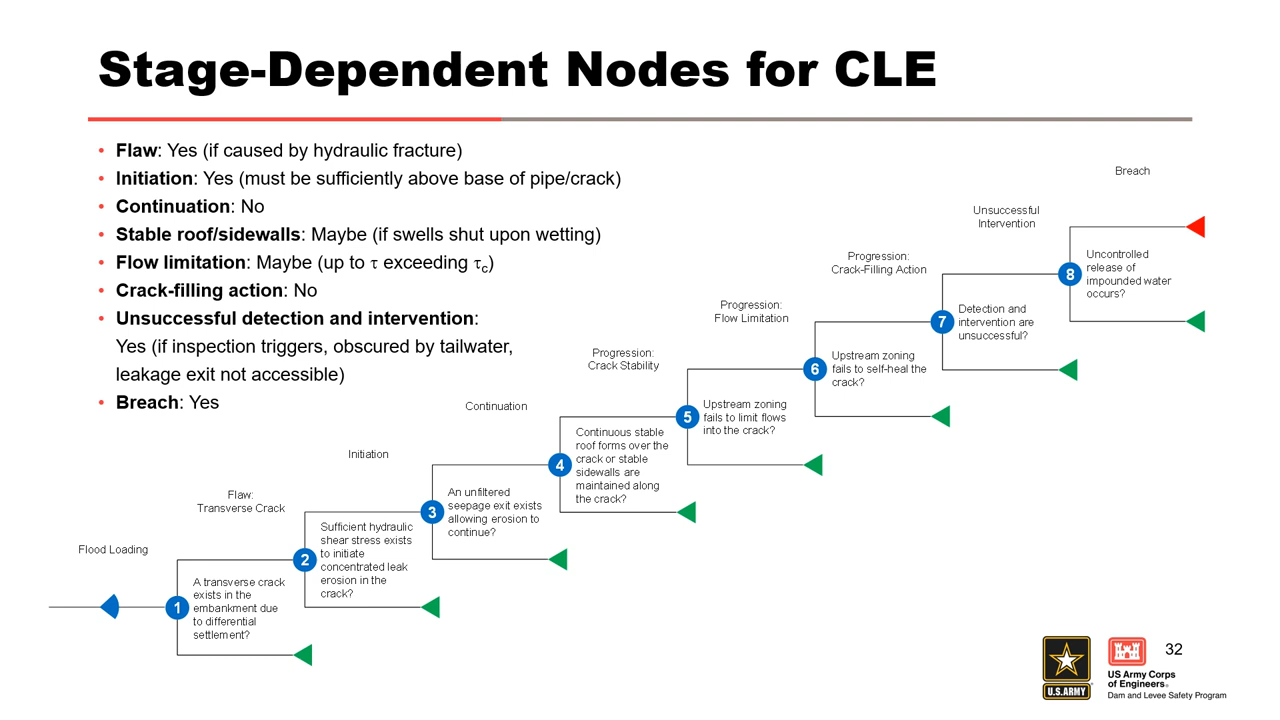 Stage-Dependent Nodes for CLE
• Flaw: Yes (if caused by hydraulic fracture)
• Initiation: Yes (must be sufficiently above base of pipe/crack)
• Continuation: No
• Stable roof/sidewalls: Maybe (if swells shut upon wetting)
• Flow limitation: Maybe (up to τ exceeding τc)
• Crack-filling action: No
• Unsuccessful detection and intervention:
Yes (if inspection triggers, obscured by tailwater,
leakage exit not accessible)
• Breach: Yes
Flood Loading
Flaw:
Transverse Crack
1
A transverse crack
exists in the
embankment due
to differential
settlement?
Initiation
2
Sufficient hydraulic
shear stress exists
to initiate
concentrated leak
erosion in the
crack?
Continuation
3
An unfiltered
seepage exit exists
allowing erosion to
continue?
Progression:
Crack Stability
4
Continuous stable
roof forms over the
crack or stable
sidewalls are
maintained along
the crack?
Progression:
Flow Limitation
5
Upstream zoning
fails to limit flows
into the crack?
Progression:
Crack-Filling Action
6
Upstream zoning
fails to self-heal the
crack?
Unsuccessful
Intervention
7
Detection and
intervention are
unsuccessful?
Breach
8
Uncontrolled
release of
impounded water
occurs?
U.S.ARMY
US Army Corps
of Engineers®
Dam and Levee Safety Program
32